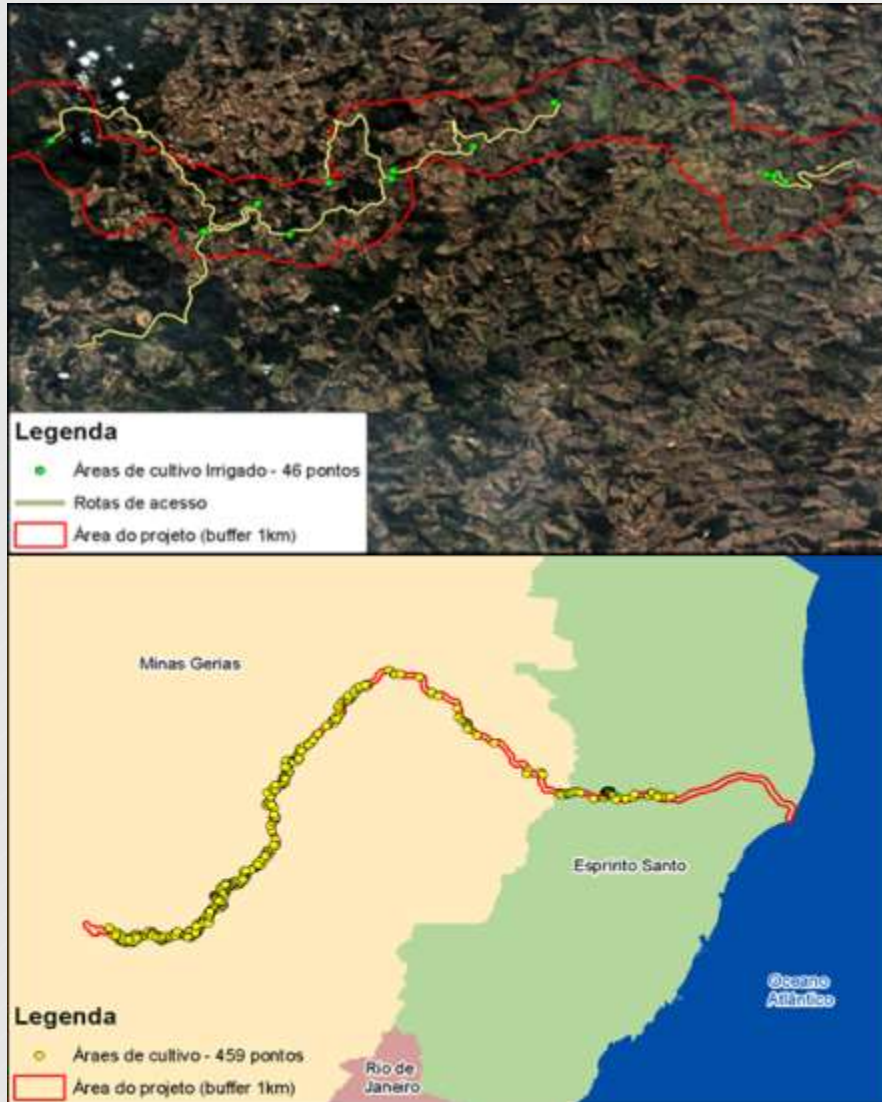 Legenda
Áreas de cultivo Irrigado - 46 pontos
Rotas de acesso
Área do projeto (buffer 1km)
Minas Gerias
Esprinto Santo
Oceano
Atlântico
Legenda
Áraes de cultivo - 459 pontos
Área do projeto (buffer 1km)
Rio de
Janeiro